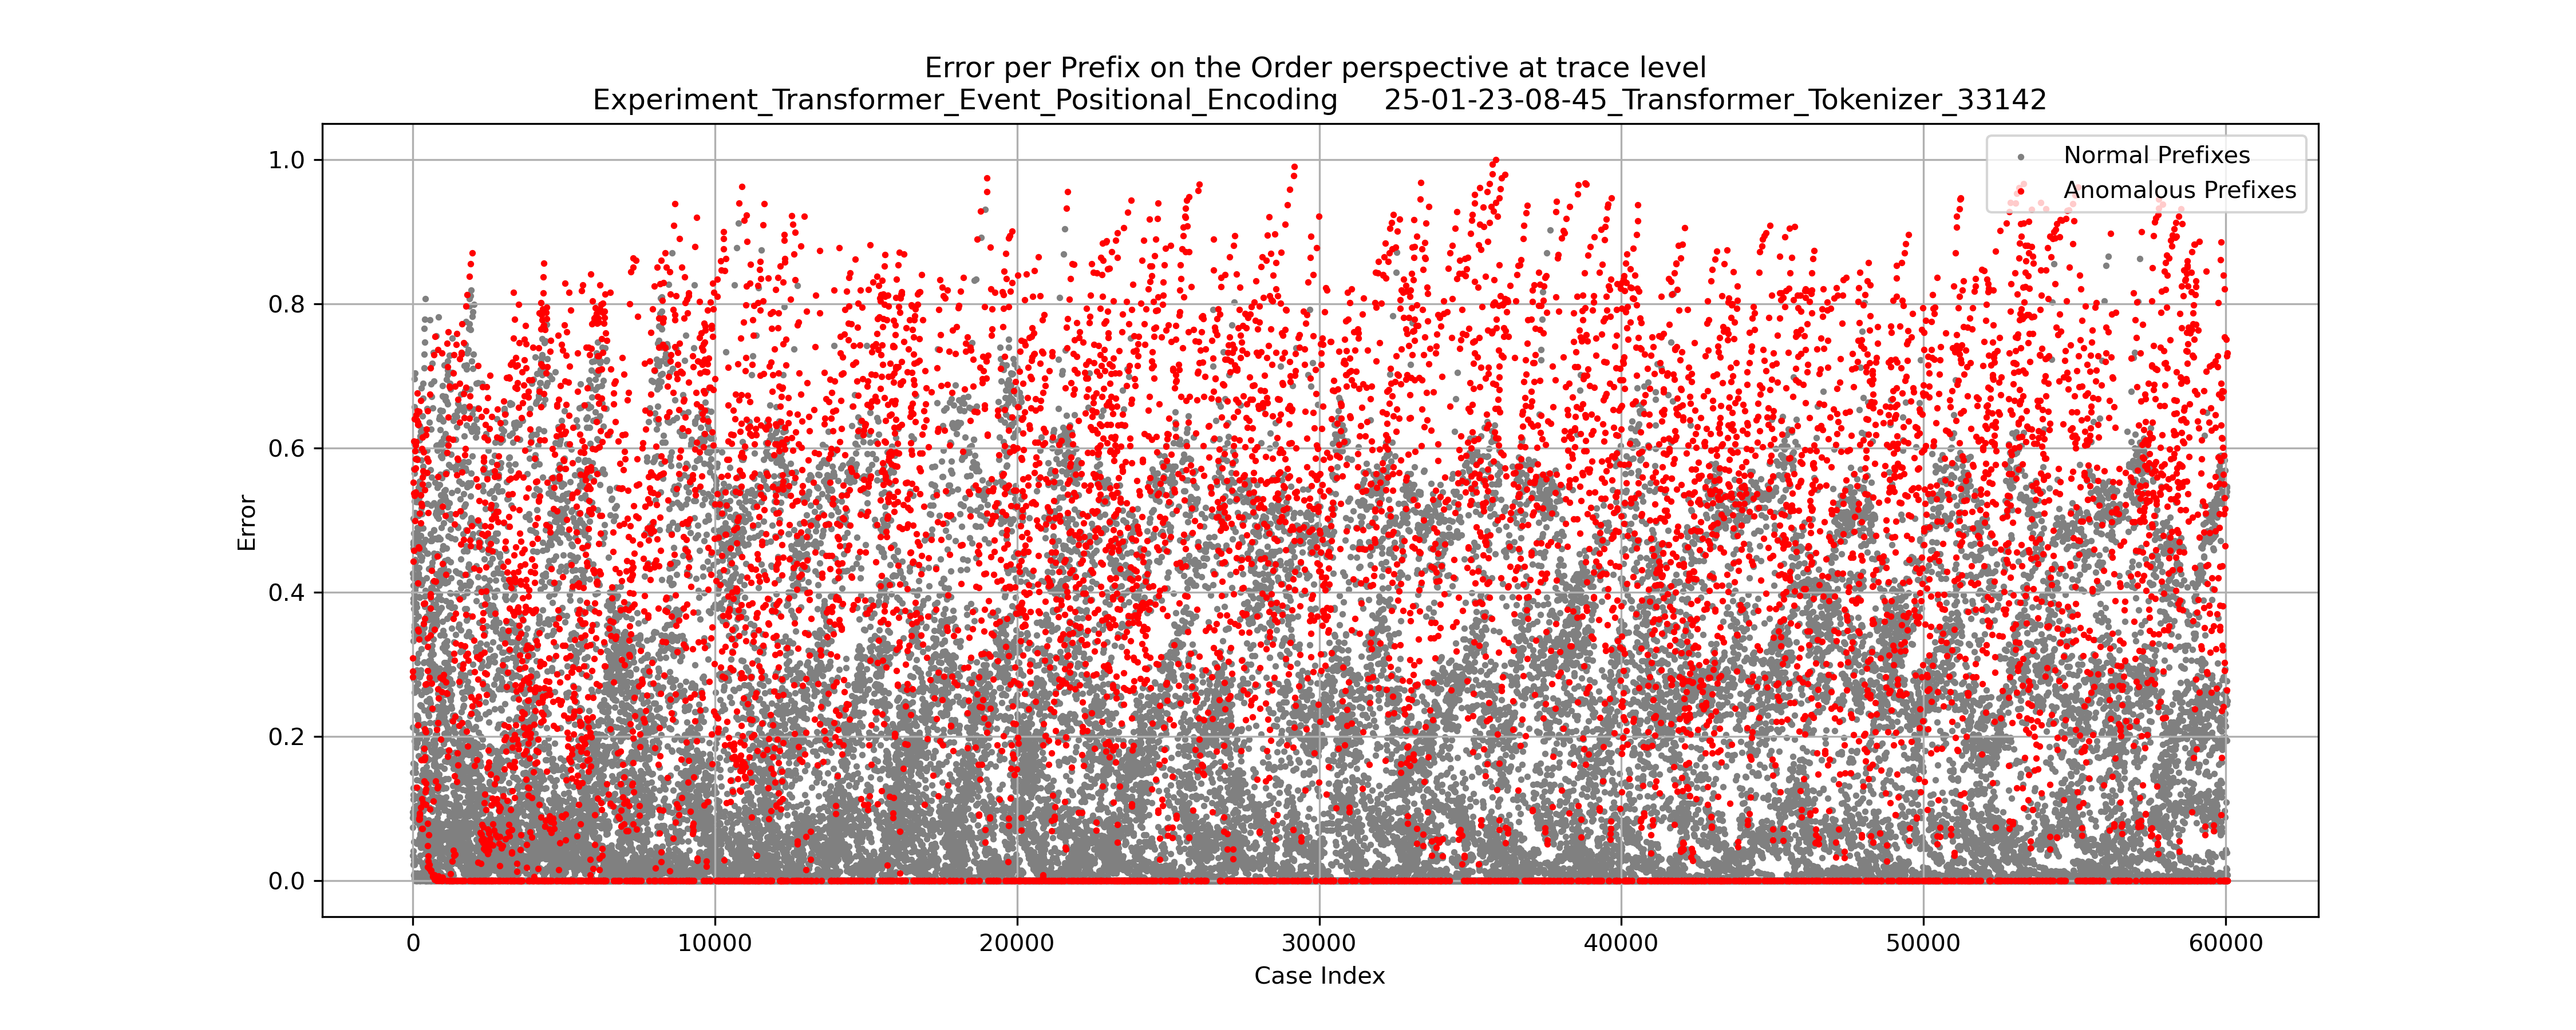 Error per Prefix on the Order perspective at trace level
Experiment_Transformer_Event_Positional_Encoding 25-01-23-08-45_Transformer_Tokenizer_33142
Normal Prefixes
Anomalous Prefixes
1.0
0.8
0.6
0.4
0.2
0.0
Error
0 10000 20000 30000 40000 50000 60000
Case Index